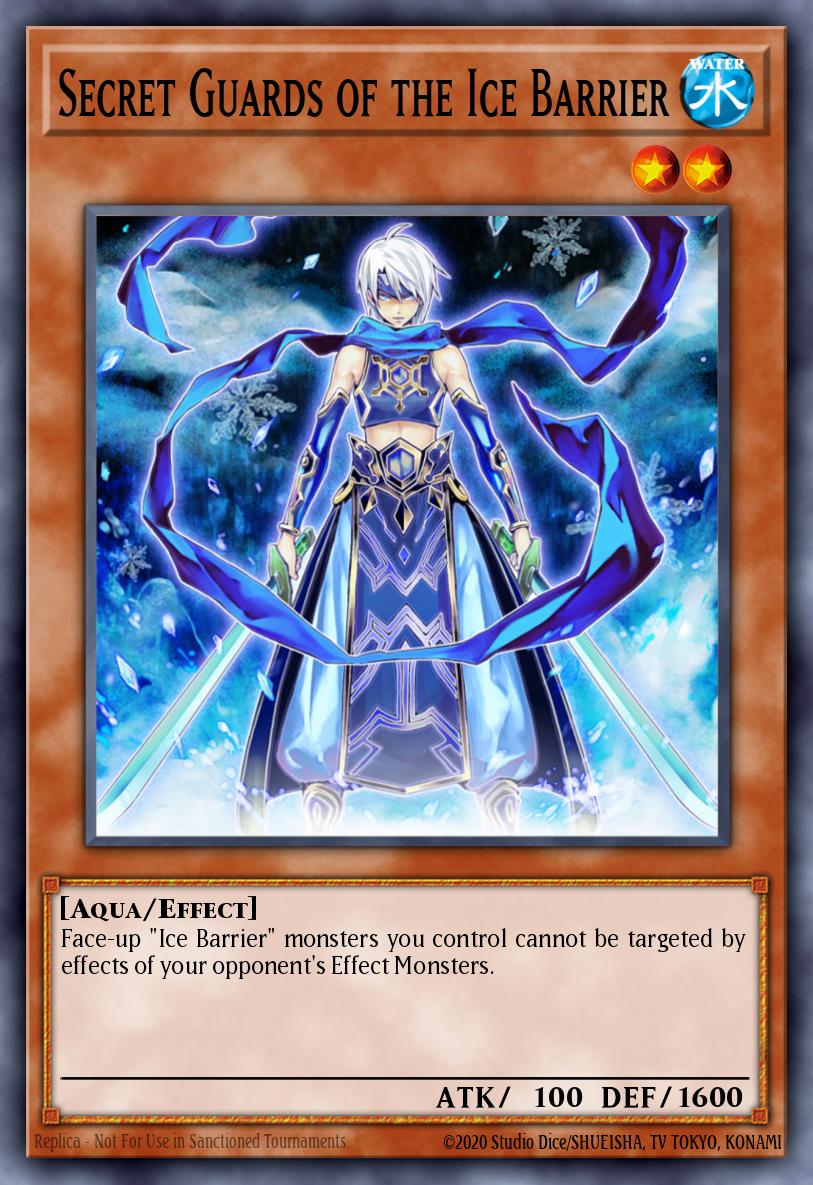 Secret Guards of the Ice Barrier
WATER
水
[Aqua/Effect]
Face-up "Ice Barrier" monsters you control cannot be targeted by
effects of your opponent's Effect Monsters.
ATK/ 100 DEF/1600
Replica - Not For Use in Sanctioned Tournaments.
©2020 Studio Dice/SHUEISHA, TV TOKYO, KONAMI